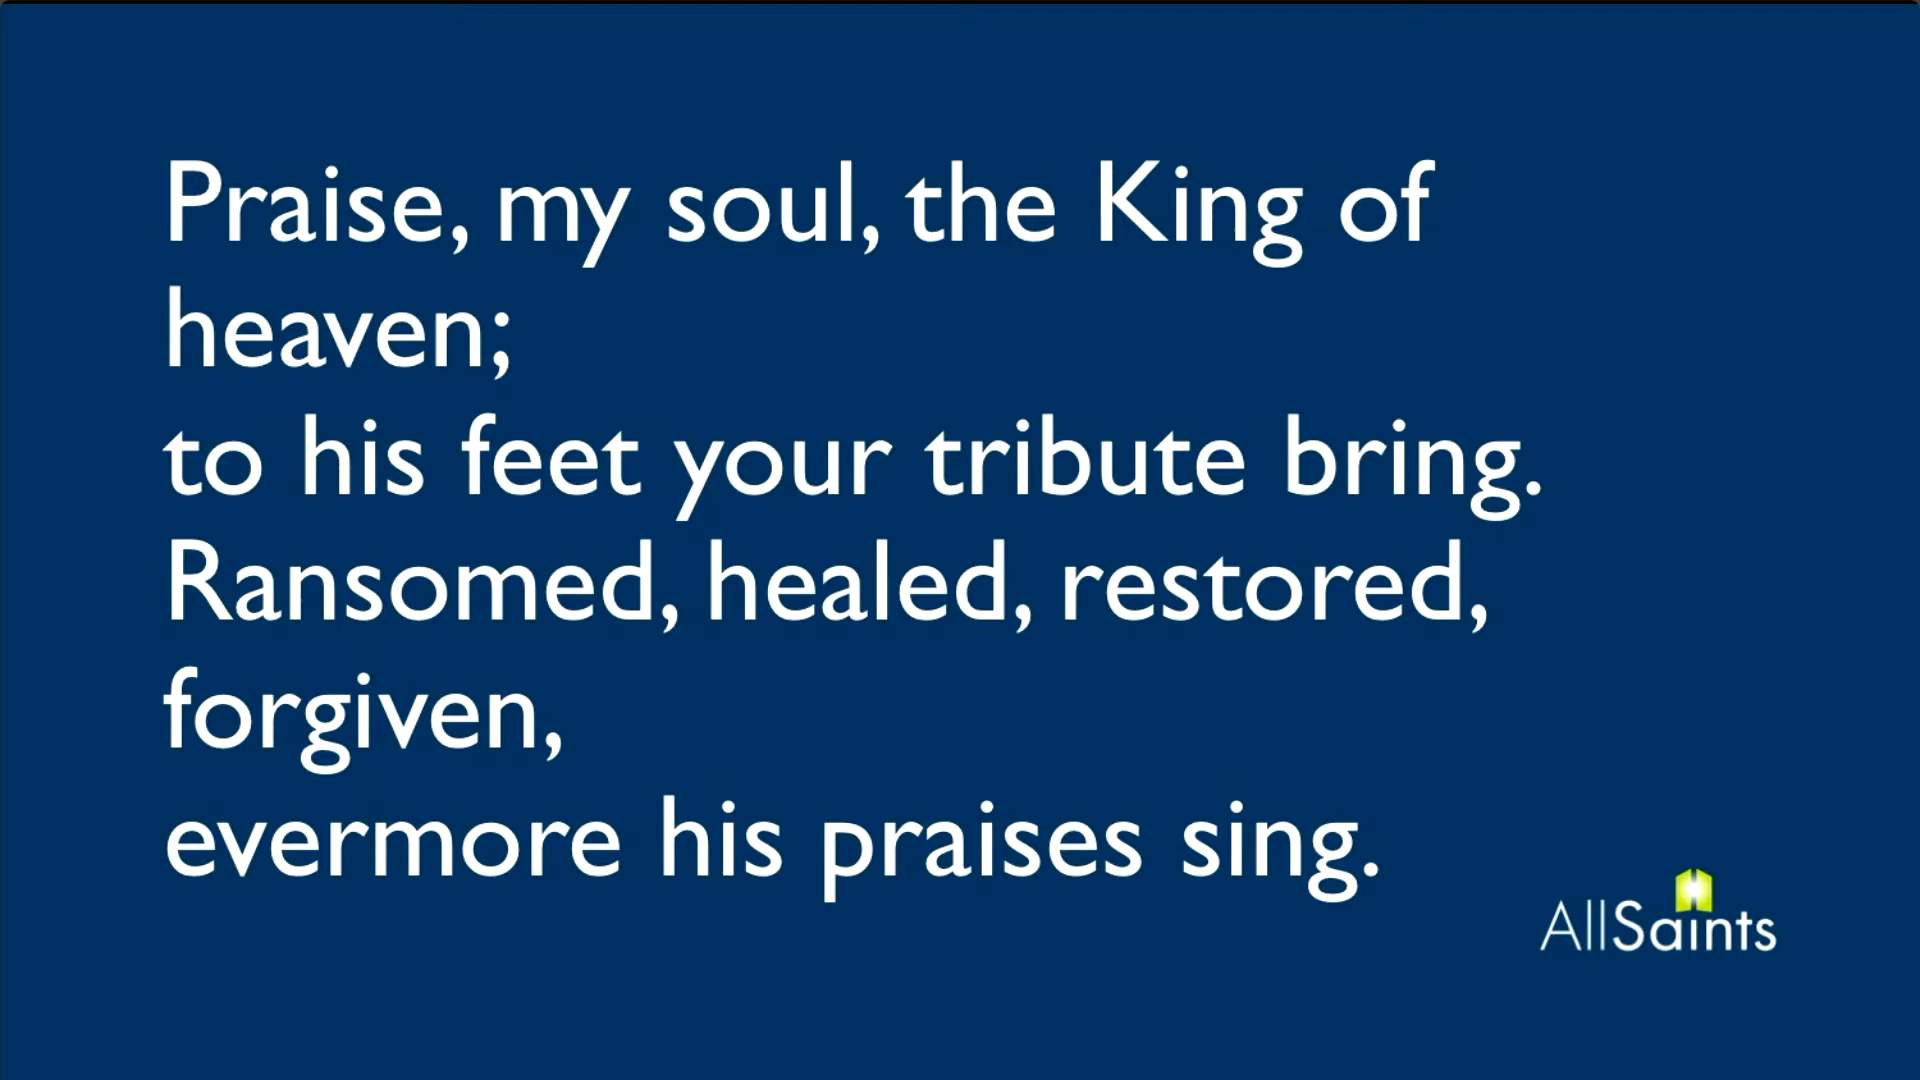 Praise, my soul, the King of
heaven;
to his feet your tribute bring.
Ransomed, healed, restored,
forgiven,
evermore his praises sing.
AllSaints